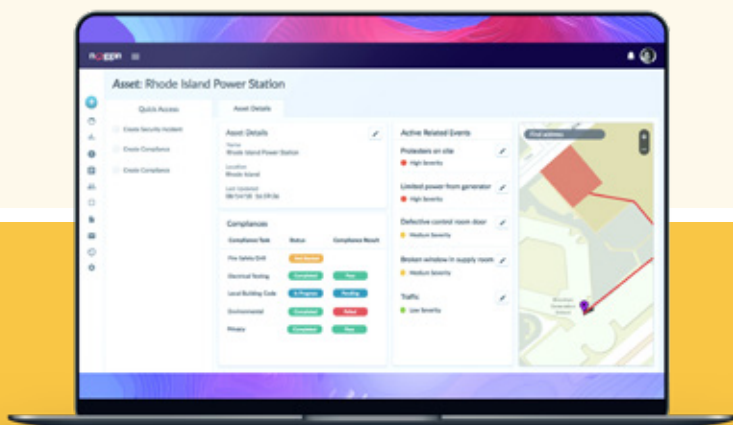 Asset: Rhode Island Power Station
Quick Access
Asset Details
Create Security Incident
Create Compliance
Create Compliance
Asset Details
Name
Rhode Island Power Station
Location
Rhode Island
Last Updated
Compliances
Compliance Task Status Compliance Result
Fire Safety Drill Not Started
Electrical Testing Completed Pass
Local Building Code In Progress Pending
Environmental Completed Failed
Privacy Completed Pass
Active Related Events
Protesters on site
High Severity
Limited power from generator
High Severity
Defective control room door
Medium Severity
Broken window in supply room
Medium Severity
Traffic
Low Severity
Find address